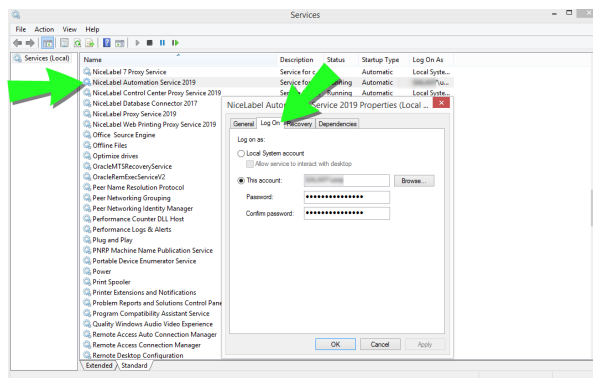 Services
File Action View Help
Services (Local)
Name Description Status Startup Type Log On As
NiceLabel 7 Proxy Service Service for c Automatic Local Syste...
NiceLabel Automation Service 2019 Service for Running Automatic
NiceLabel Control Center Proxy Service 2019 Running Automatic Local Syste...
NiceLabel Database Connector 2017
NiceLabel Proxy Service 2019
NiceLabel Web Printing Proxy Service 2019
Office Source Engine
Offline Files
Optimize drives
OracleMTSRecoveryService
OracleRemExecServiceV2
Peer Name Resolution Protocol
Peer Networking Grouping
Peer Networking Identity Manager
Performance Counter DLL Host
Performance Logs & Alerts
Plug and Play
PNRP Machine Name Publication Service
Portable Device Enumerator Service
Power
Print Spooler
Printer Extensions and Notifications
Problem Reports and Solutions Control Pane
Program Compatibility Assistant Service
Quality Windows Audio Video Experience
Remote Access Auto Connection Manager
Remote Access Connection Manager
Remote Desktop Configuration
Extended Standard
NiceLabel Automation Service 2019 Properties (Local ...
General Log On Recovery Dependencies
Log on as:
Local System account
Allow service to interact with desktop
This account:
Browse...
Password:
Confirm password:
OK Cancel Apply